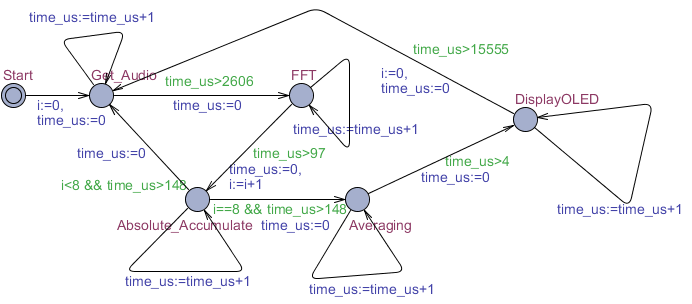 time_us:=time_us+1
Start
Get_Audio
i:=0,
time_us:=0
time_us>2606
time_us:=0
FFT
time_us:=time_us+1
time_us>15555
i:=0,
time_us:=0
DisplayOLED
time_us:=time_us+1
time_us:=0
time_us>97
time_us:=0,
i:=i+1
time_us>4
time_us:=0
i<8 && time_us>148
i==8 && time_us>148
time_us:=0
Absolute_Accumulate
Averaging
time_us:=time_us+1
time_us:=time_us+1